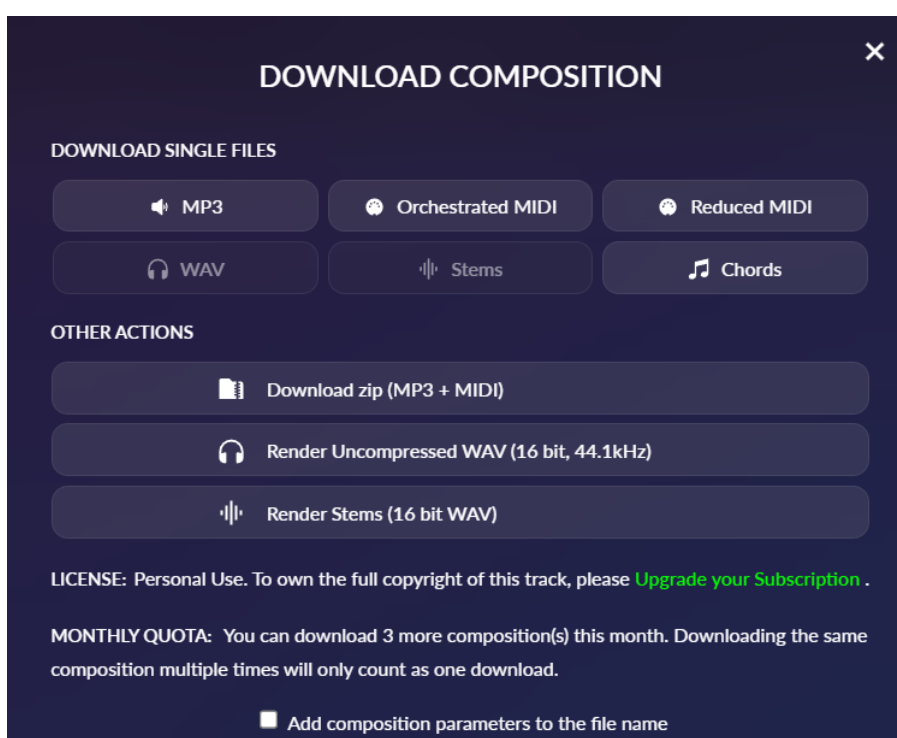 DOWNLOAD COMPOSITION
DOWNLOAD SINGLE FILES
MP3
Orchestrated MIDI
Reduced MIDI
WAV
Stems
Chords
OTHER ACTIONS
Download zip (MP3 + MIDI)
Render Uncompressed WAV (16 bit, 44.1kHz)
Render Stems (16 bit WAV)
LICENSE: Personal Use. To own the full copyright of this track, please Upgrade your Subscription .
MONTHLY QUOTA: You can download 3 more composition(s) this month. Downloading the same
composition multiple times will only count as one download.
Add composition parameters to the file name